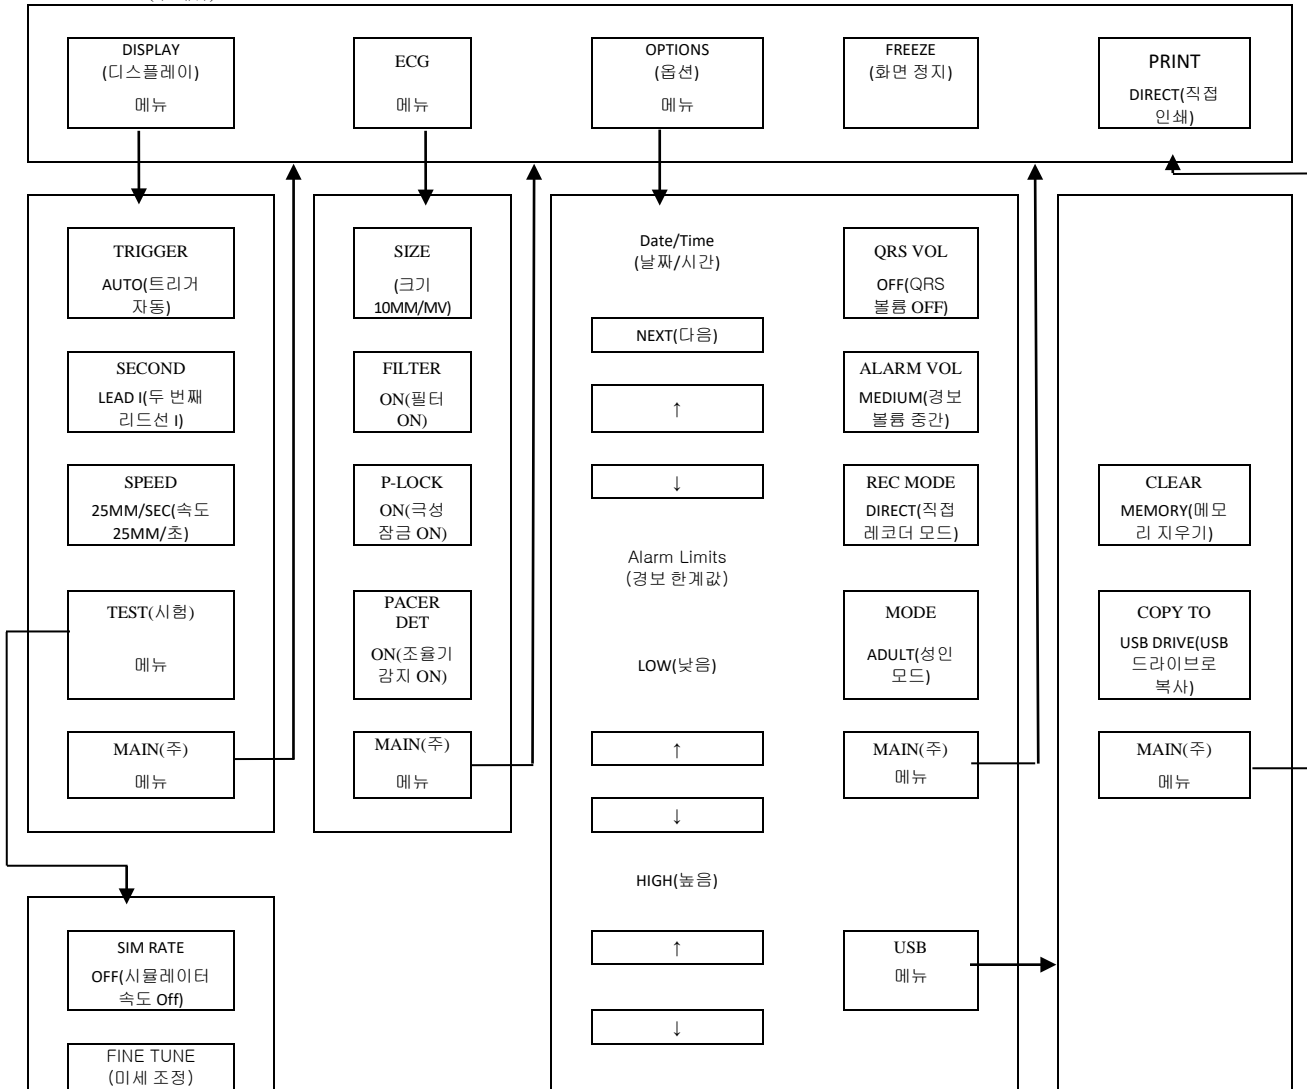 DISPLAY
(디스플레이)
메뉴
ECG
메뉴
OPTIONS
(옵션)
메뉴
FREEZE
(화면 정지)
PRINT
DIRECT(직접
인쇄)
TRIGGER
AUTO(트리거
자동)
SECOND
LEAD I(두 번째
리드선 I)
SPEED
25MM/SEC(속도
25MM/초)
TEST(시험)
메뉴
MAIN(주)
메뉴
SIZE
(크기
10MM/MV)
FILTER
ON(필터
ON)
P-LOCK
ON(극성
잠금 ON)
PACER
DET
ON(조율기
감지 ON)
MAIN(주)
메뉴
Date/Time
(날짜/시간)
NEXT(다음)
↑
↓
Alarm Limits
(경보 한계값)
LOW(낮음)
↑
↓
HIGH(높음)
↑
↓
QRS VOL
OFF(QRS
볼륨 OFF)
ALARM VOL
MEDIUM(경보
볼륨 중간)
REC MODE
DIRECT(직접
레코더 모드)
MODE
ADULT(성인
모드)
MAIN(주)
메뉴
USB
메뉴
CLEAR
MEMORY(메모
리 지우기)
COPY TO
USB DRIVE(USB
드라이브로
복사)
MAIN(주)
메뉴
SIM RATE
OFF(시뮬레이터
속도 Off)
FINE TUNE
(미세 조정)